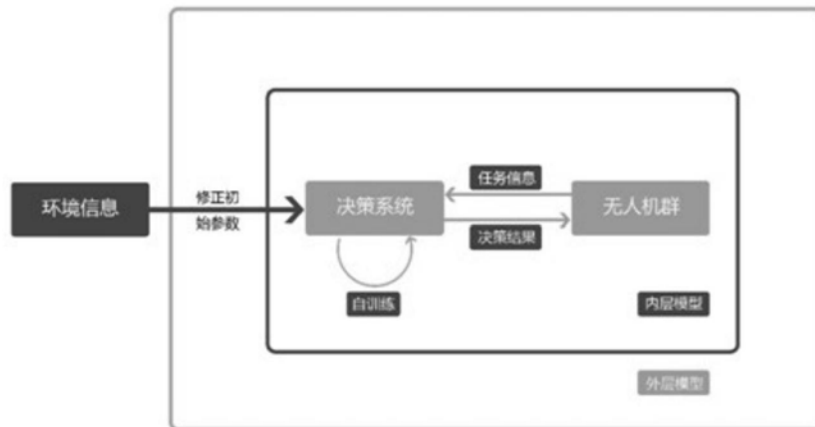 任务信息
环境信息
修正初
始参数
决策系统
无人机群
决策结果
自训练
内层模型
外层模型